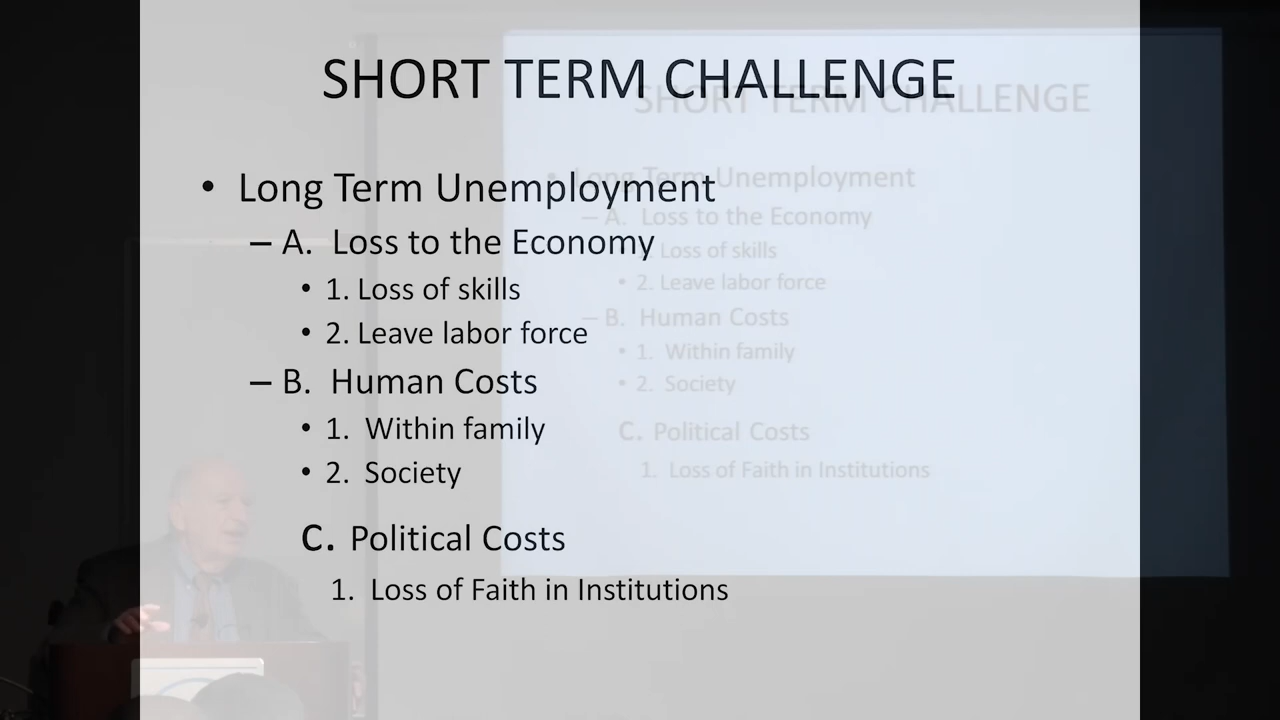 SHORT TERM CHALLENGE
• Long Term Unemployment
– A. Loss to the Economy
• 1. Loss of skills
• 2. Leave labor force
– B. Human Costs
• 1. Within family
• 2. Society
C. Political Costs
1. Loss of Faith in Institutions
SHORT TERM CHALLENGE
• Long Term Unemployment
– A. Loss to the Economy
1. Loss of skills
• 2. Leave labor force
– B. Human Costs
• 1. Within family
• 2. Society
C. Political Costs
1. Loss of Faith in Institutions